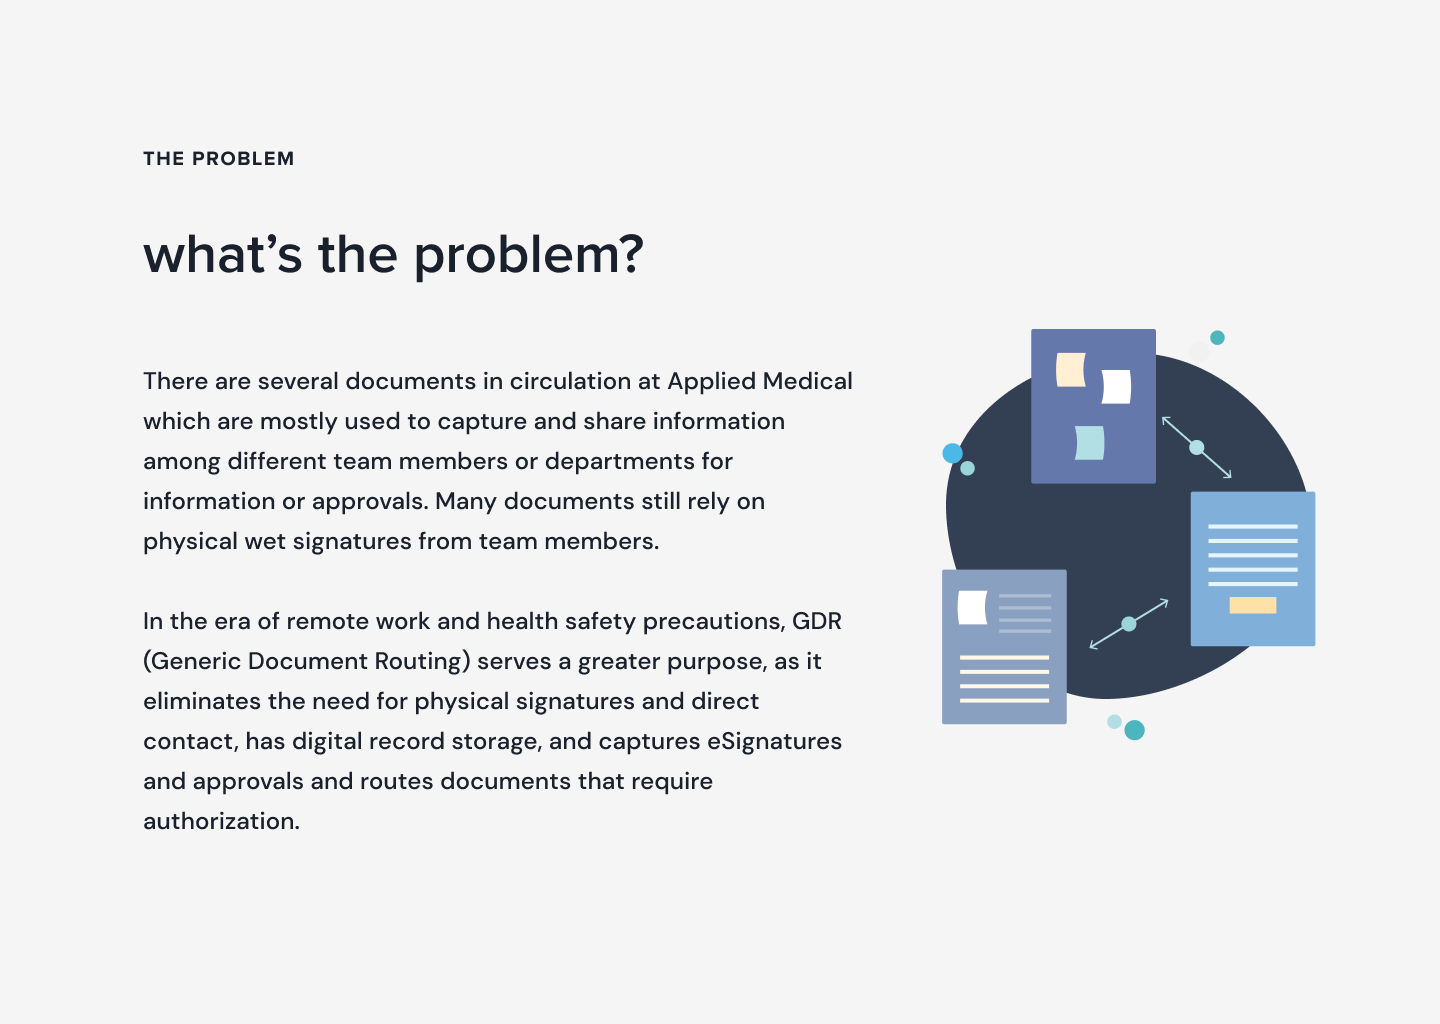 THE PROBLEM
what’s the problem?
There are several documents in circulation at Applied Medical
which are mostly used to capture and share information
among different team members or departments for
information or approvals. Many documents still rely on
physical wet signatures from team members.
In the era of remote work and health safety precautions, GDR
(Generic Document Routing) serves a greater purpose, as it
eliminates the need for physical signatures and direct
contact, has digital record storage, and captures eSignatures
and approvals and routes documents that require
authorization.